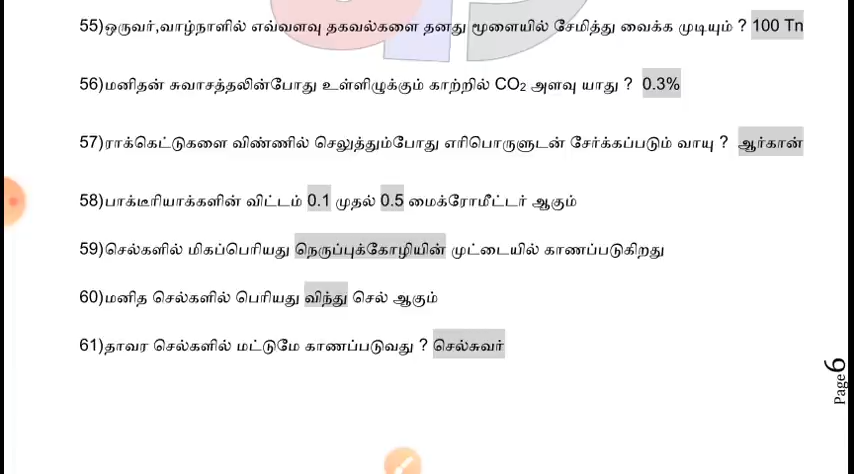 55)ஒருவர்,வாழ்நாளில் எவ்வளவு தகவல்களை தனது மூளையில் சேமித்து வைக்க முடியும் ? 100 Tn
56)மனிதன் சுவாசத்தலின்போது உள்ளிழுக்கும் காற்றில் CO₂ அளவு யாது ? 0.3%
57)ராக்கெட்டுகளை விண்ணில் செலுத்தும்போது எரிபொருளுடன் சேர்க்கப்படும் வாயு ? ஆர்கான்
58)பாக்டீரியாக்களின் விட்டம் 0.1 முதல் 0.5 மைக்ரோமீட்டர் ஆகும்
59)செல்களில் மிகப்பெரியது நெருப்புக்கோழியின் முட்டையில் காணப்படுகிறது
60)மனித செல்களில் பெரியது விந்து செல் ஆகும்
61)தாவர செல்களில் மட்டுமே காணப்படுவது ? செல்சுவர்
Page 6